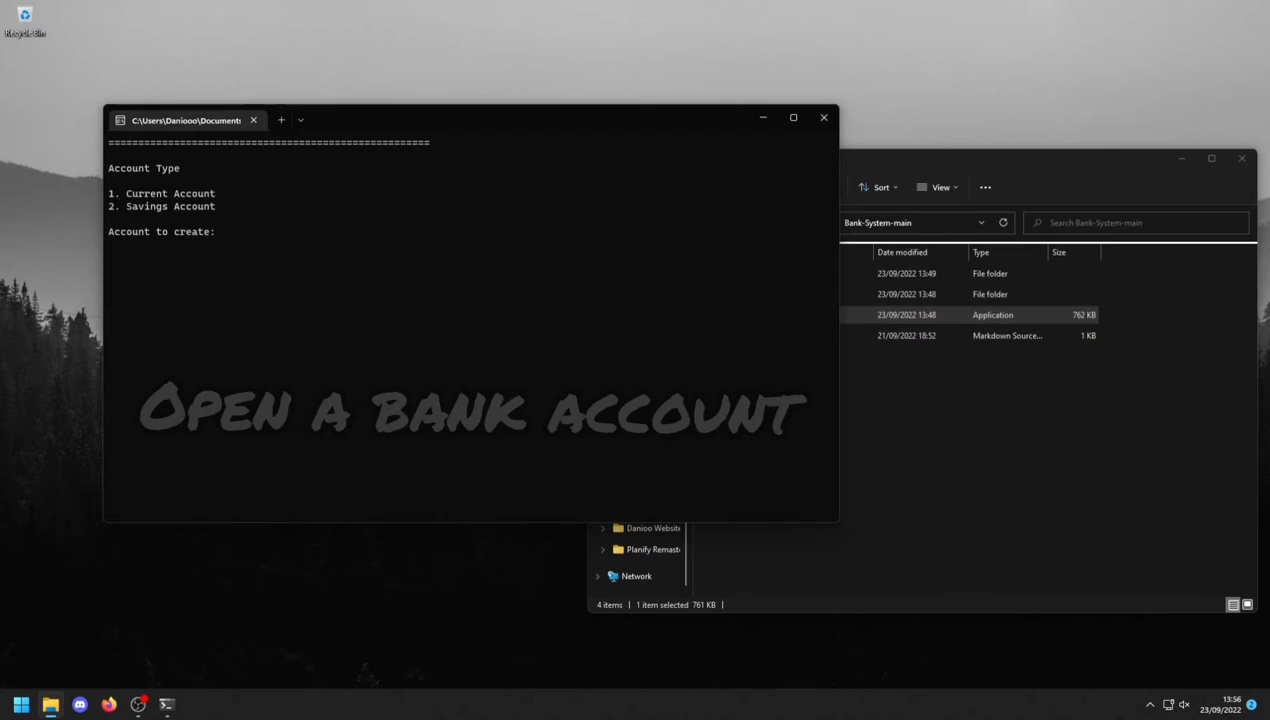 Recycle Bin
C:\Users\Daniooo\Document:
=====================================================
Account Type
1. Current Account
2. Savings Account
Account to create:
Open a bank account
Sort
View
Bank-System-main
Search Bank-System-main
Date modified
Type
Size
23/09/2022 13:49
File folder
23/09/2022 13:48
File folder
23/09/2022 13:48
Application
762 KB
21/09/2022 18:52
Markdown Source...
1 KB
Danioo Website
Planify Remaste
Network
4 items
1 item selected 761 KB
13:56
23/09/2022
2